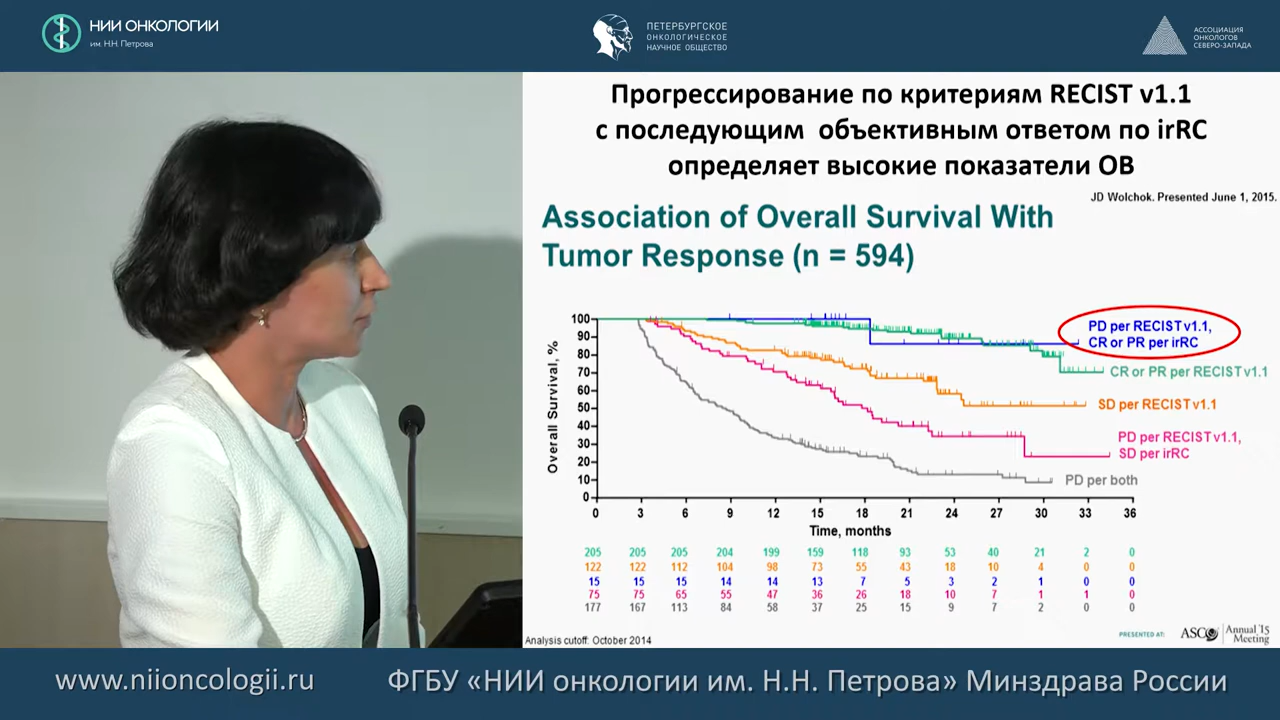 НИИ ОНКОЛОГИИ
им. Н.Н. Петрова
ПЕТЕРБУРГСКОЕ
ОНКОЛОГИЧЕСКОЕ
НАУЧНОЕ ОБЩЕСТВО
АССОЦИАЦИЯ
ОНКОЛОГОВ
СЕВЕРО-ЗАПАДА
Прогрессирование по критериям RECIST v1.1
с последующим объективным ответом по irRC
определяет высокие показатели ОВ
JD Wolchok. Presented June 1, 2015.
Association of Overall Survival With
Tumor Response (n = 594)
Overall Survival, %
100
90
80
70
60
50
40
30
20
10
0
PD per RECIST v1.1,
CR or PR per irRC
CR or PR per RECIST v1.1
SD per RECIST v1.1
PD per RECIST v1.1,
SD per irRC
PD per both
0 3 6 9 12 15 18 21 24 27 30 33 36
Time, months
205 205 205 204 199 159 118 93 53 40 21 2 0
122 122 112 104 98 73 55 43 18 10 4 0 0
15 15 15 14 14 13 7 5 3 2 1 0 0
75 75 65 55 47 36 26 18 10 7 1 1 0
177 167 113 84 58 37 25 15 9 7 2 0 0
Analysis cutoff: October 2014
PRESENTED AT:
ASCO Annual '15
Meeting
www.niioncologii.ru
ФГБУ «НИИ онкологии им. Н.Н. Петрова» Минздрава России